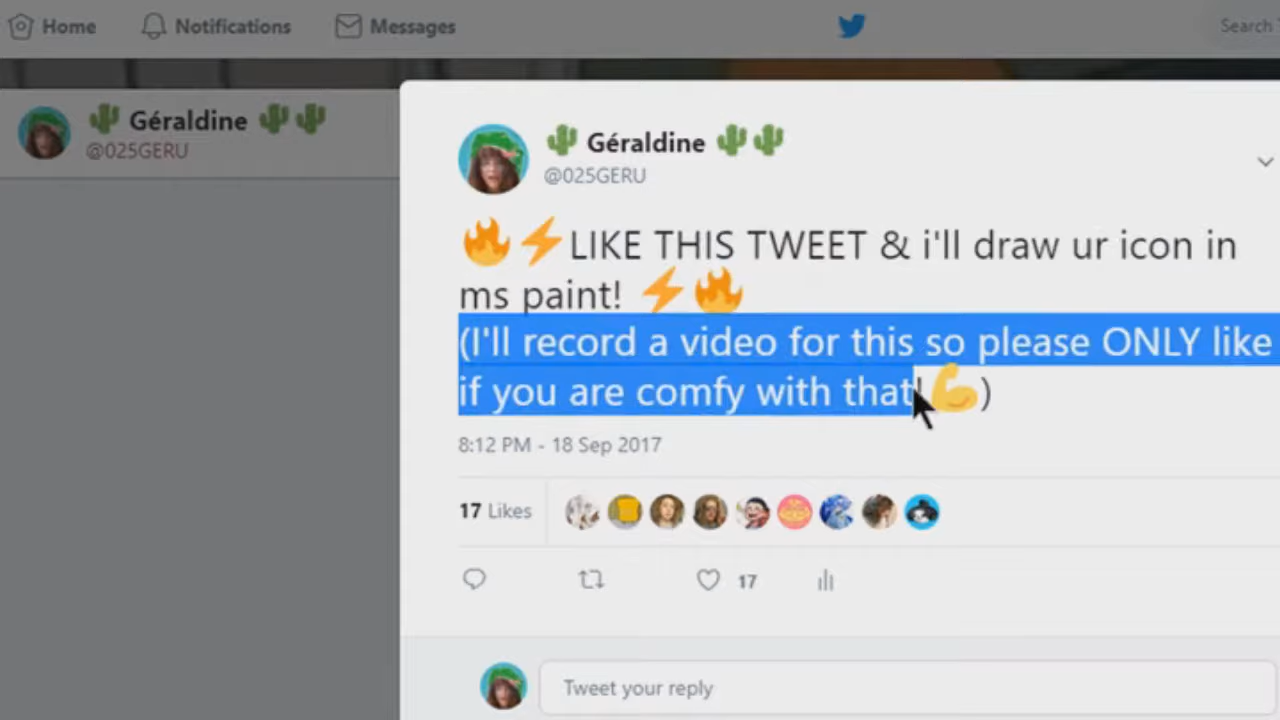 Home Notifications Messages Search
🌵 Géraldine 🌵🌵
@025GERU
🌵 Géraldine 🌵🌵
@025GERU
🔥⚡LIKE THIS TWEET & i'll draw ur icon in
ms paint! ⚡🔥
(I'll record a video for this so please ONLY like
if you are comfy with that!💪)
8:12 PM - 18 Sep 2017
17 Likes
17
Tweet your reply